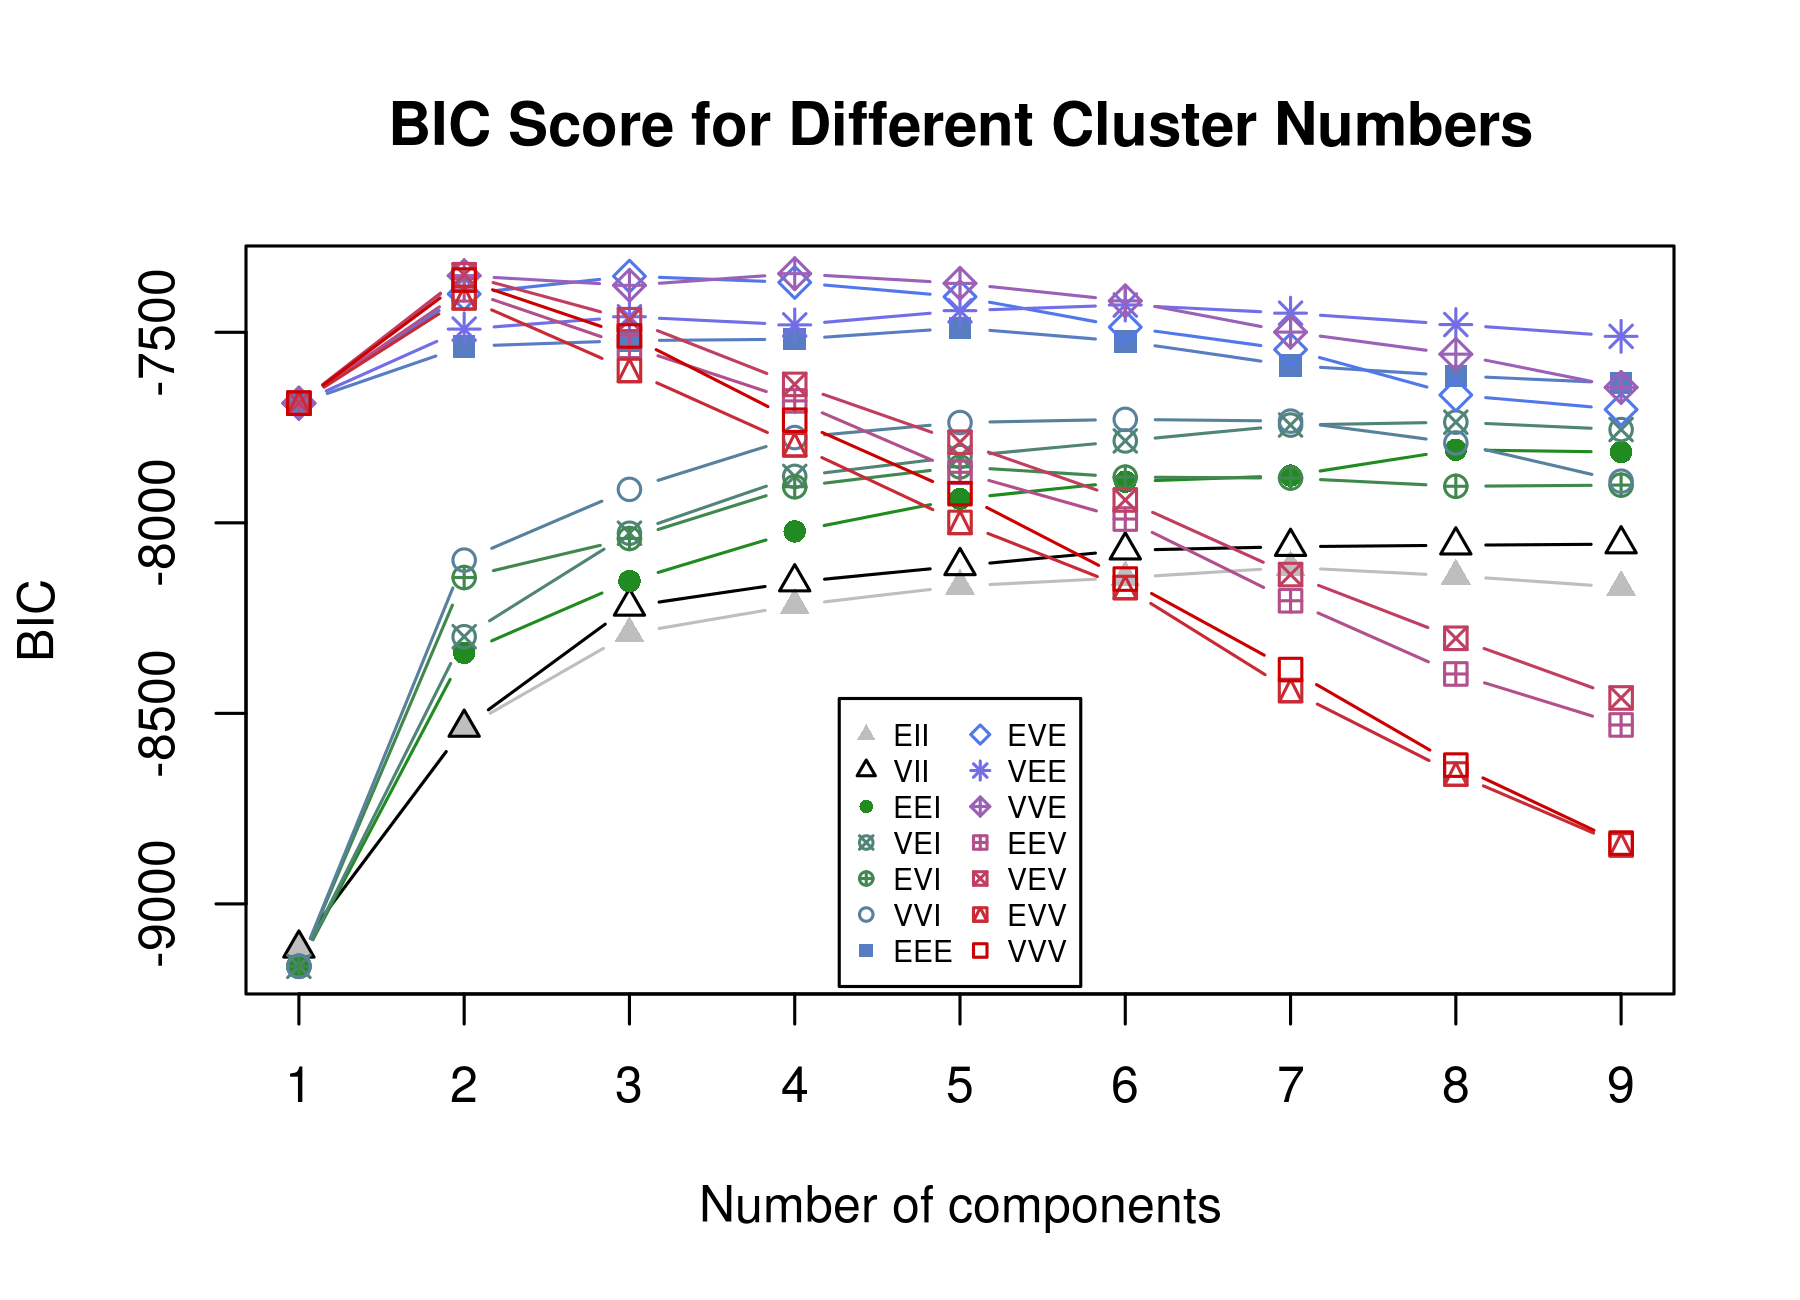 BIC Score for Different Cluster Numbers
BIC
-7500
-8000
-8500
-9000
EII EVE
VII VEE
EEI VVE
VEI EEV
EVI VEV
VVI EVV
EEE VVV
1 2 3 4 5 6 7 8 9
Number of components